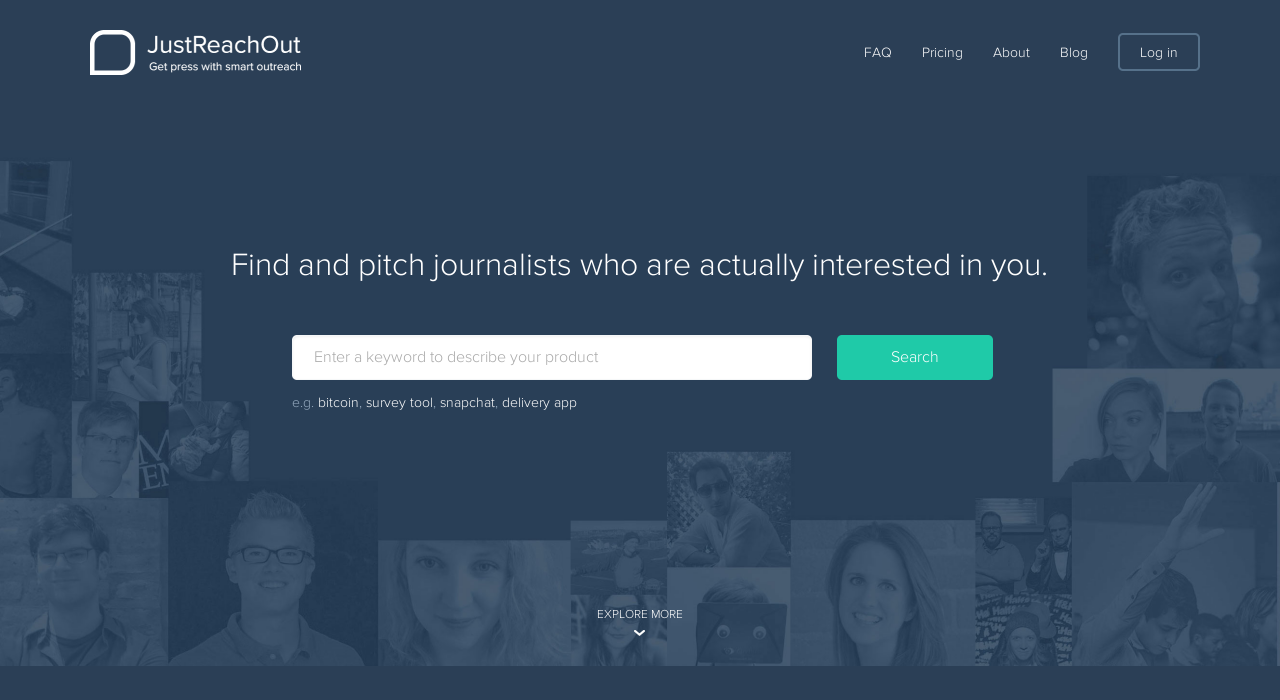 JustReachOut
Get press with smart outreach
FAQ Pricing About Blog Log in
Find and pitch journalists who are actually interested in you.
Enter a keyword to describe your product Search
e.g. bitcoin, survey tool, snapchat, delivery app
EXPLORE MORE